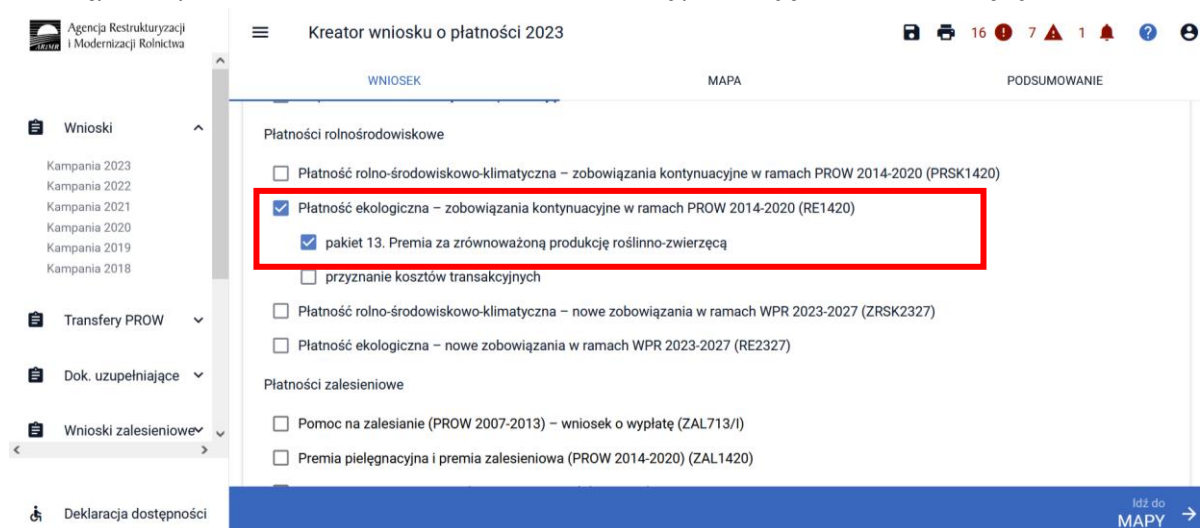 Agencja Restrukturyzacji
i Modernizacji Rolnictwa
ARiMR
Kreator wniosku o płatności 2023
16 7 1
WNIOSEK
MAPA
PODSUMOWANIE
Wnioski
Kampania 2023
Kampania 2022
Kampania 2021
Kampania 2020
Kampania 2019
Kampania 2018
Transfery PROW
Dok. uzupełniające
Wnioski zalesieniowe
Deklaracja dostępności
Płatności rolnośrodowiskowe
Płatność rolno-środowiskowo-klimatyczna – zobowiązania kontynuacyjne w ramach PROW 2014-2020 (PRSK1420)
Płatność ekologiczna – zobowiązania kontynuacyjne w ramach PROW 2014-2020 (RE1420)
pakiet 13. Premia za zrównoważoną produkcję roślinno-zwierzęcą
przyznanie kosztów transakcyjnych
Płatność rolno-środowiskowo-klimatyczna – nowe zobowiązania w ramach WPR 2023-2027 (ZRSK2327)
Płatność ekologiczna – nowe zobowiązania w ramach WPR 2023-2027 (RE2327)
Płatności zalesieniowe
Pomoc na zalesianie (PROW 2007-2013) – wniosek o wypłatę (ZAL713/I)
Premia pielęgnacyjna i premia zalesieniowa (PROW 2014-2020) (ZAL1420)
Idź do
MAPY